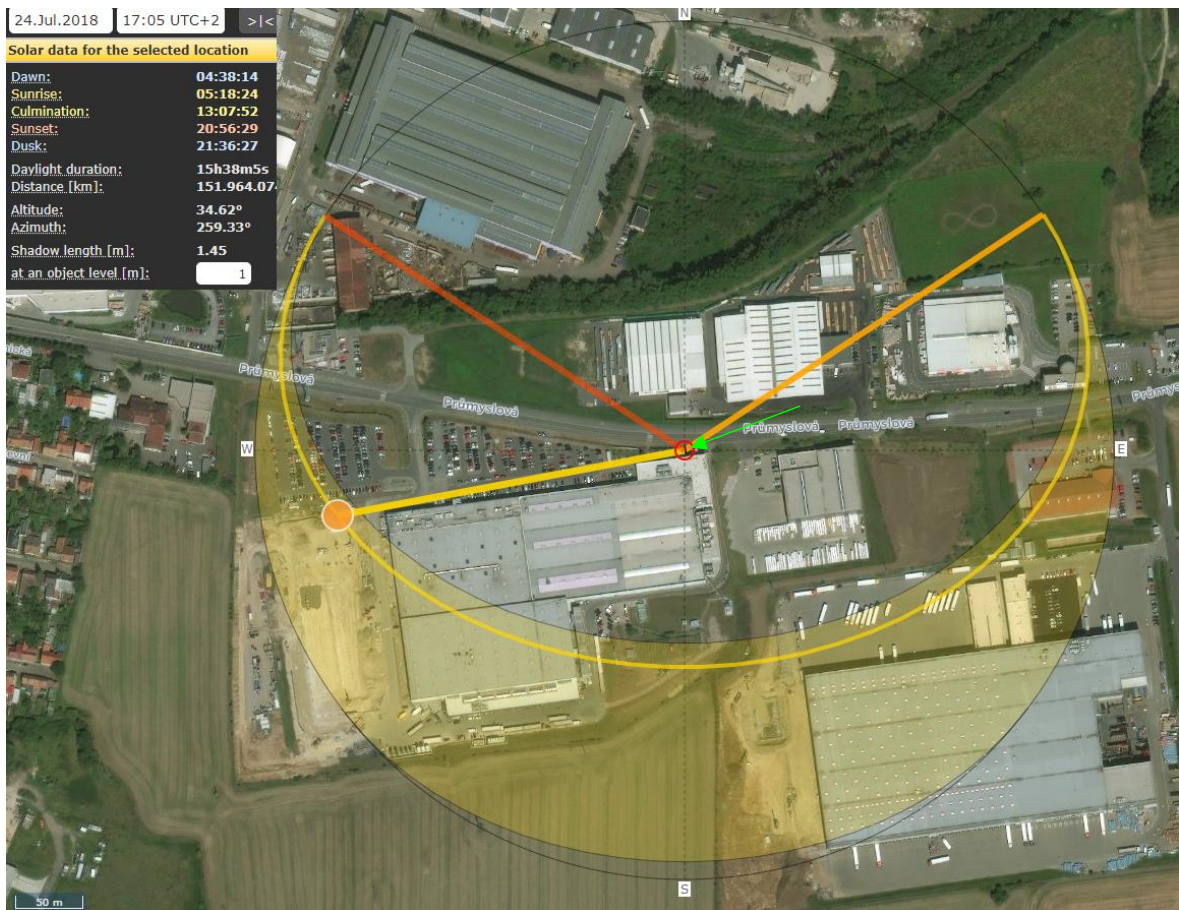 24.Jul.2018 17:05 UTC+2 >|<
Solar data for the selected location
Dawn: 04:38:14
Sunrise: 05:18:24
Culmination: 13:07:52
Sunset: 20:56:29
Dusk: 21:36:27
Daylight duration: 15h38m5s
Distance [km]: 151.964.07
Altitude: 34.62°
Azimuth: 259.33°
Shadow length [m]: 1.45
at an object level [m]: 1
N
nická
Průmyslová
Průmyslová
Průmyslová
Průmyslová
Průmyslová
W
E
ovní
S
50 m